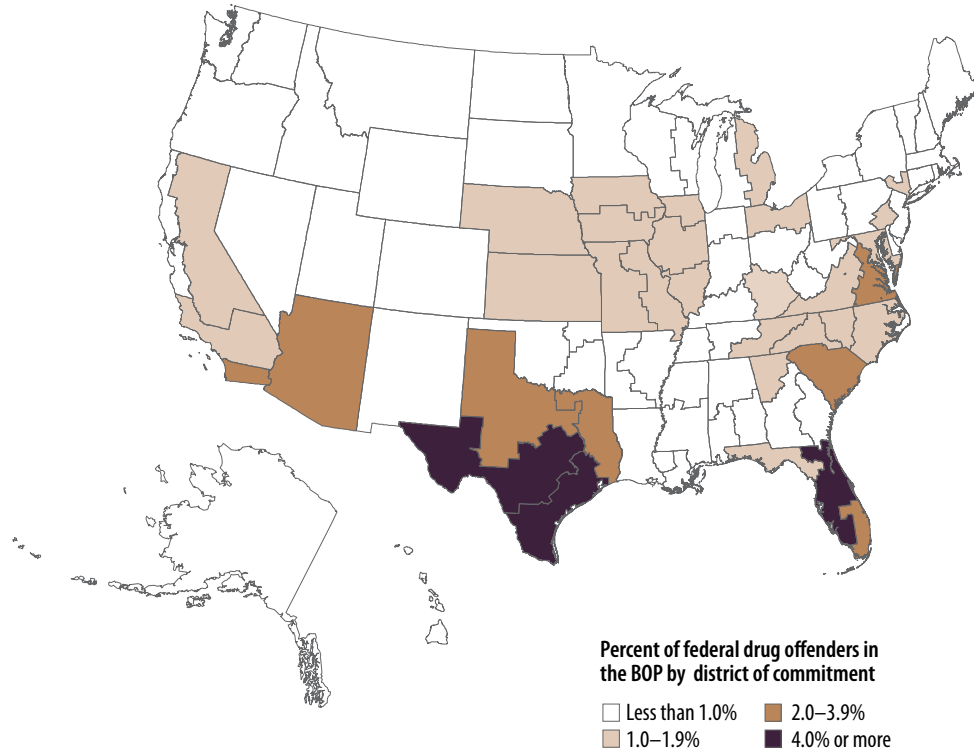 Percent of federal drug offenders in
the BOP by district of commitment
Less than 1.0%
2.0–3.9%
1.0–1.9%
4.0% or more